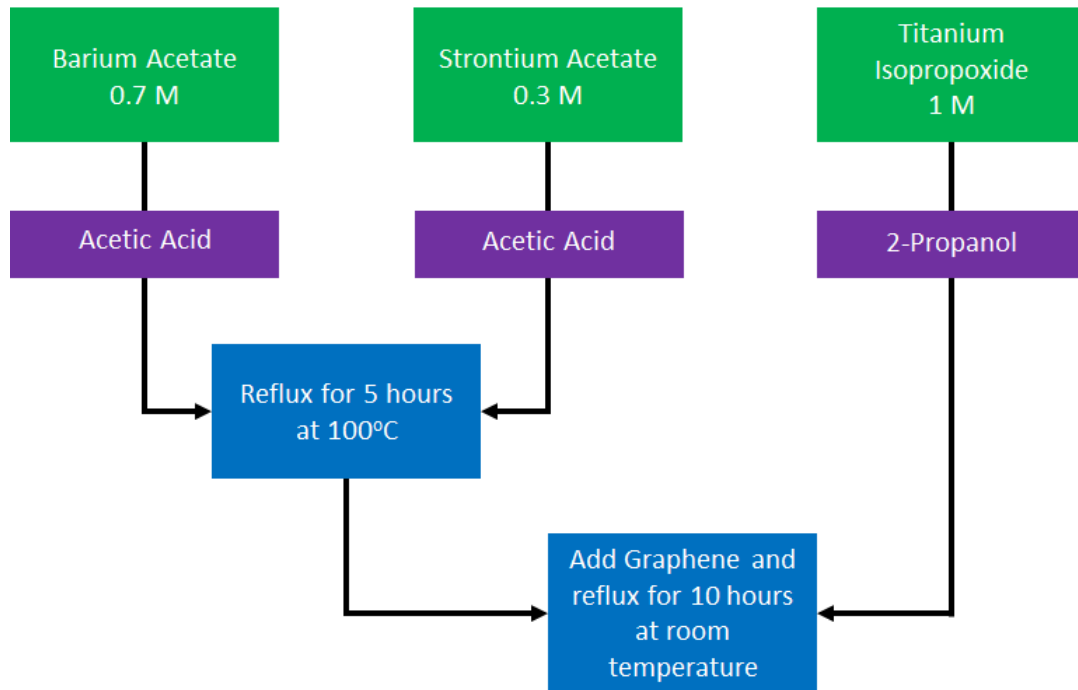 Barium Acetate
0.7 M
Strontium Acetate
0.3 M
Titanium
Isopropoxide
1 M
Acetic Acid
Acetic Acid
2-Propanol
Reflux for 5 hours
at 100ºC
Add Graphene and
reflux for 10 hours
at room
temperature